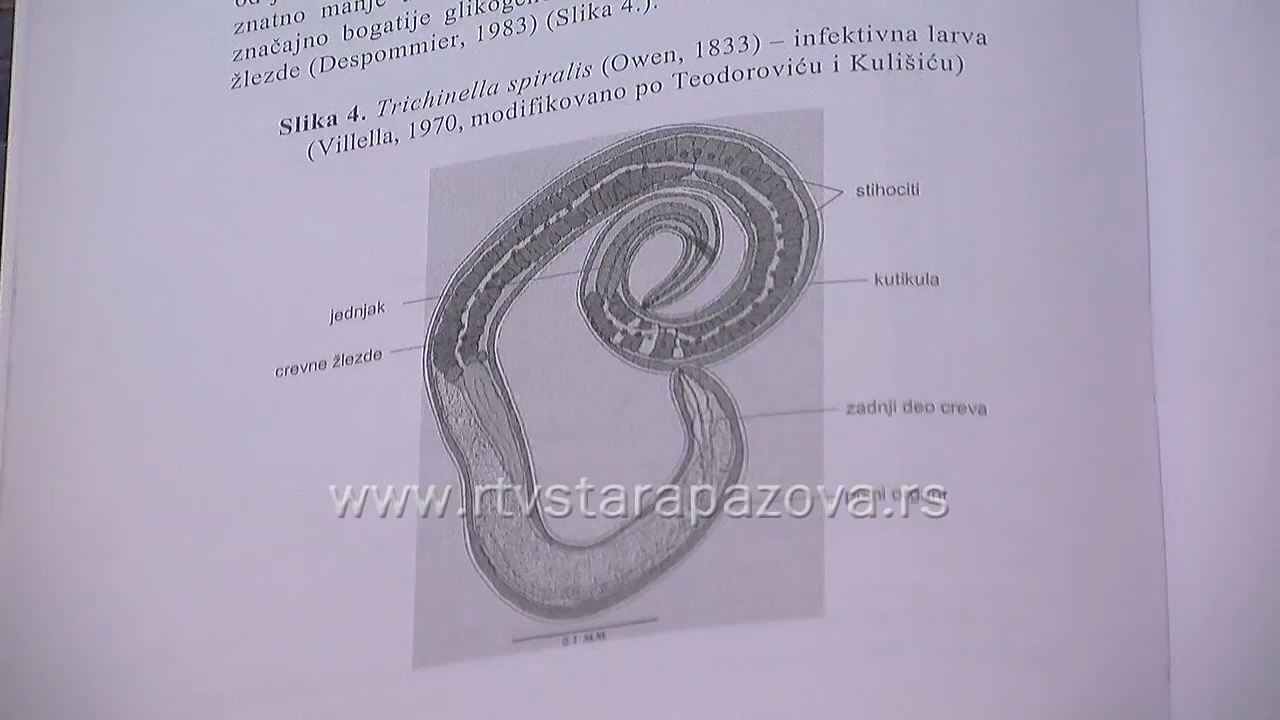 znatno manje
značajno bogatije
žlezde (Despommier, 1983) (Slika 4.).
Slika 4. Trichinella spiralis (Owen, 1833) – infektivna larva
(Villella, 1970, modifikovano po Teodoroviću i Kulišiću)
stihociti
kutikula
jednjak
crevne žlezde
zadnji deo creva
www.rtvstarapazova.rs